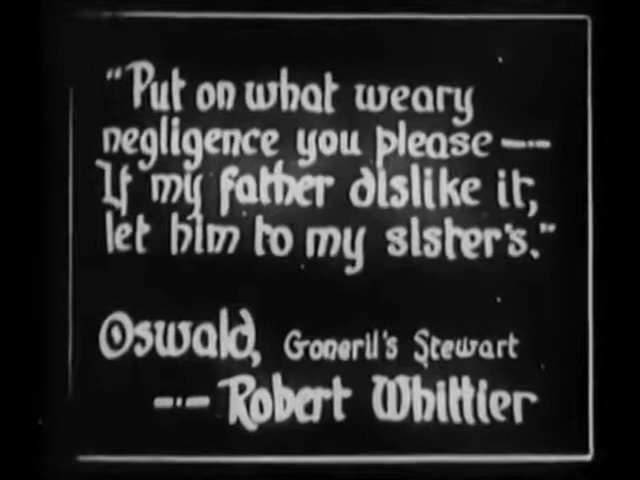 "Put on what weary
negligence you please ---
If my father dislike it,
let him to my sister's."
Oswald, Goneril's Stewart
--- Robert Whittier